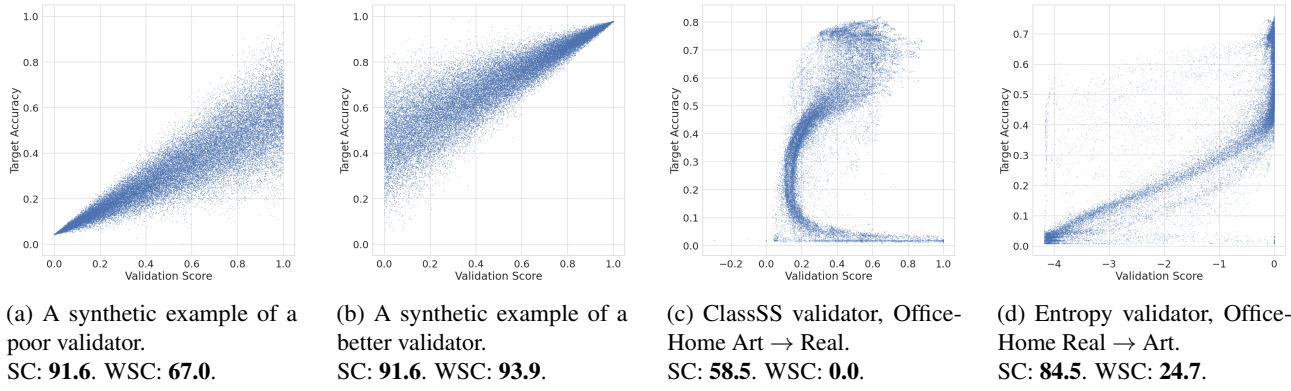 1.0
0.8
0.6
0.4
0.2
0.0
Target Accuracy
0.0 0.2 0.4 0.6 0.8 1.0
Validation Score
(a) A synthetic example of a
poor validator.
SC: 91.6. WSC: 67.0.
1.0
0.8
0.6
0.4
0.2
0.0
Target Accuracy
0.0 0.2 0.4 0.6 0.8 1.0
Validation Score
(b) A synthetic example of a
better validator.
SC: 91.6. WSC: 93.9.
0.8
0.7
0.6
0.5
0.4
0.3
0.2
0.1
0.0
Target Accuracy
−0.2 0.0 0.2 0.4 0.6 0.8 1.0
Validation Score
(c) ClassSS validator, Office-
Home Art → Real.
SC: 58.5. WSC: 0.0.
0.7
0.6
0.5
0.4
0.3
0.2
0.1
0.0
Target Accuracy
−4 −3 −2 −1 0
Validation Score
(d) Entropy validator, Office-
Home Real → Art.
SC: 84.5. WSC: 24.7.